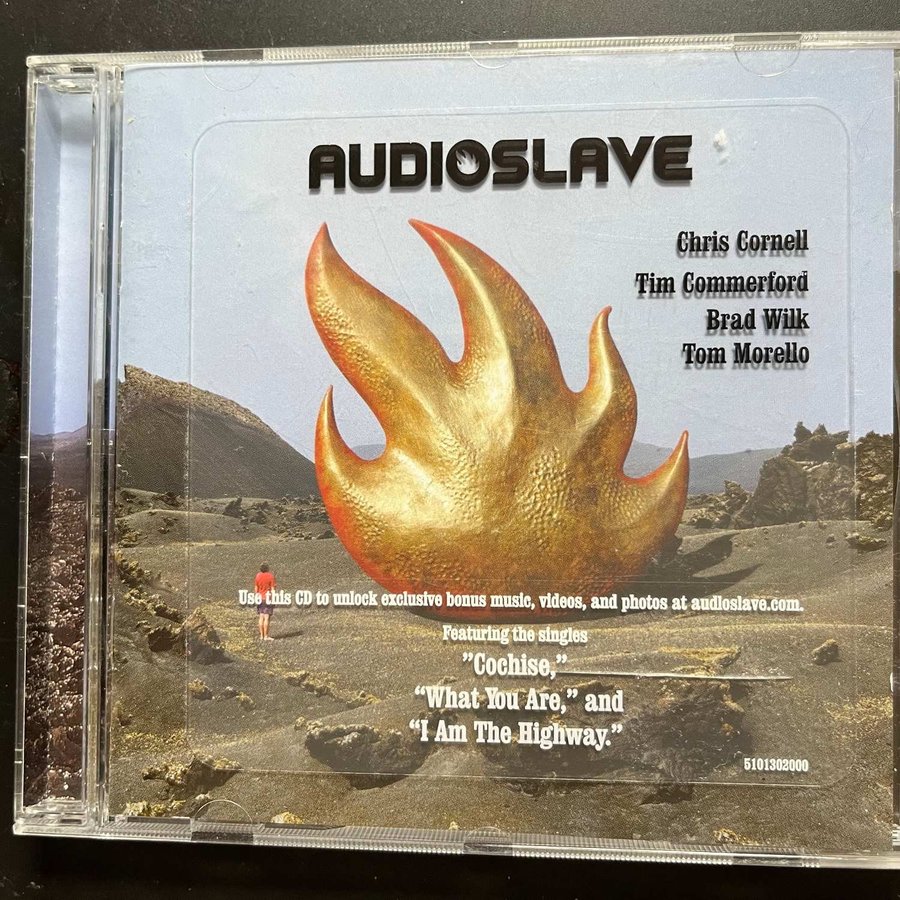 AUDIOSLAVE
Chris Cornell
Tim Commerford
Brad Wilk
Tom Morello
Use this CD to unlock exclusive bonus music, videos, and photos at audioslave.com.
Featuring the singles
”Cochise,”
“What You Are,” and
“I Am The Highway.”
5101302000